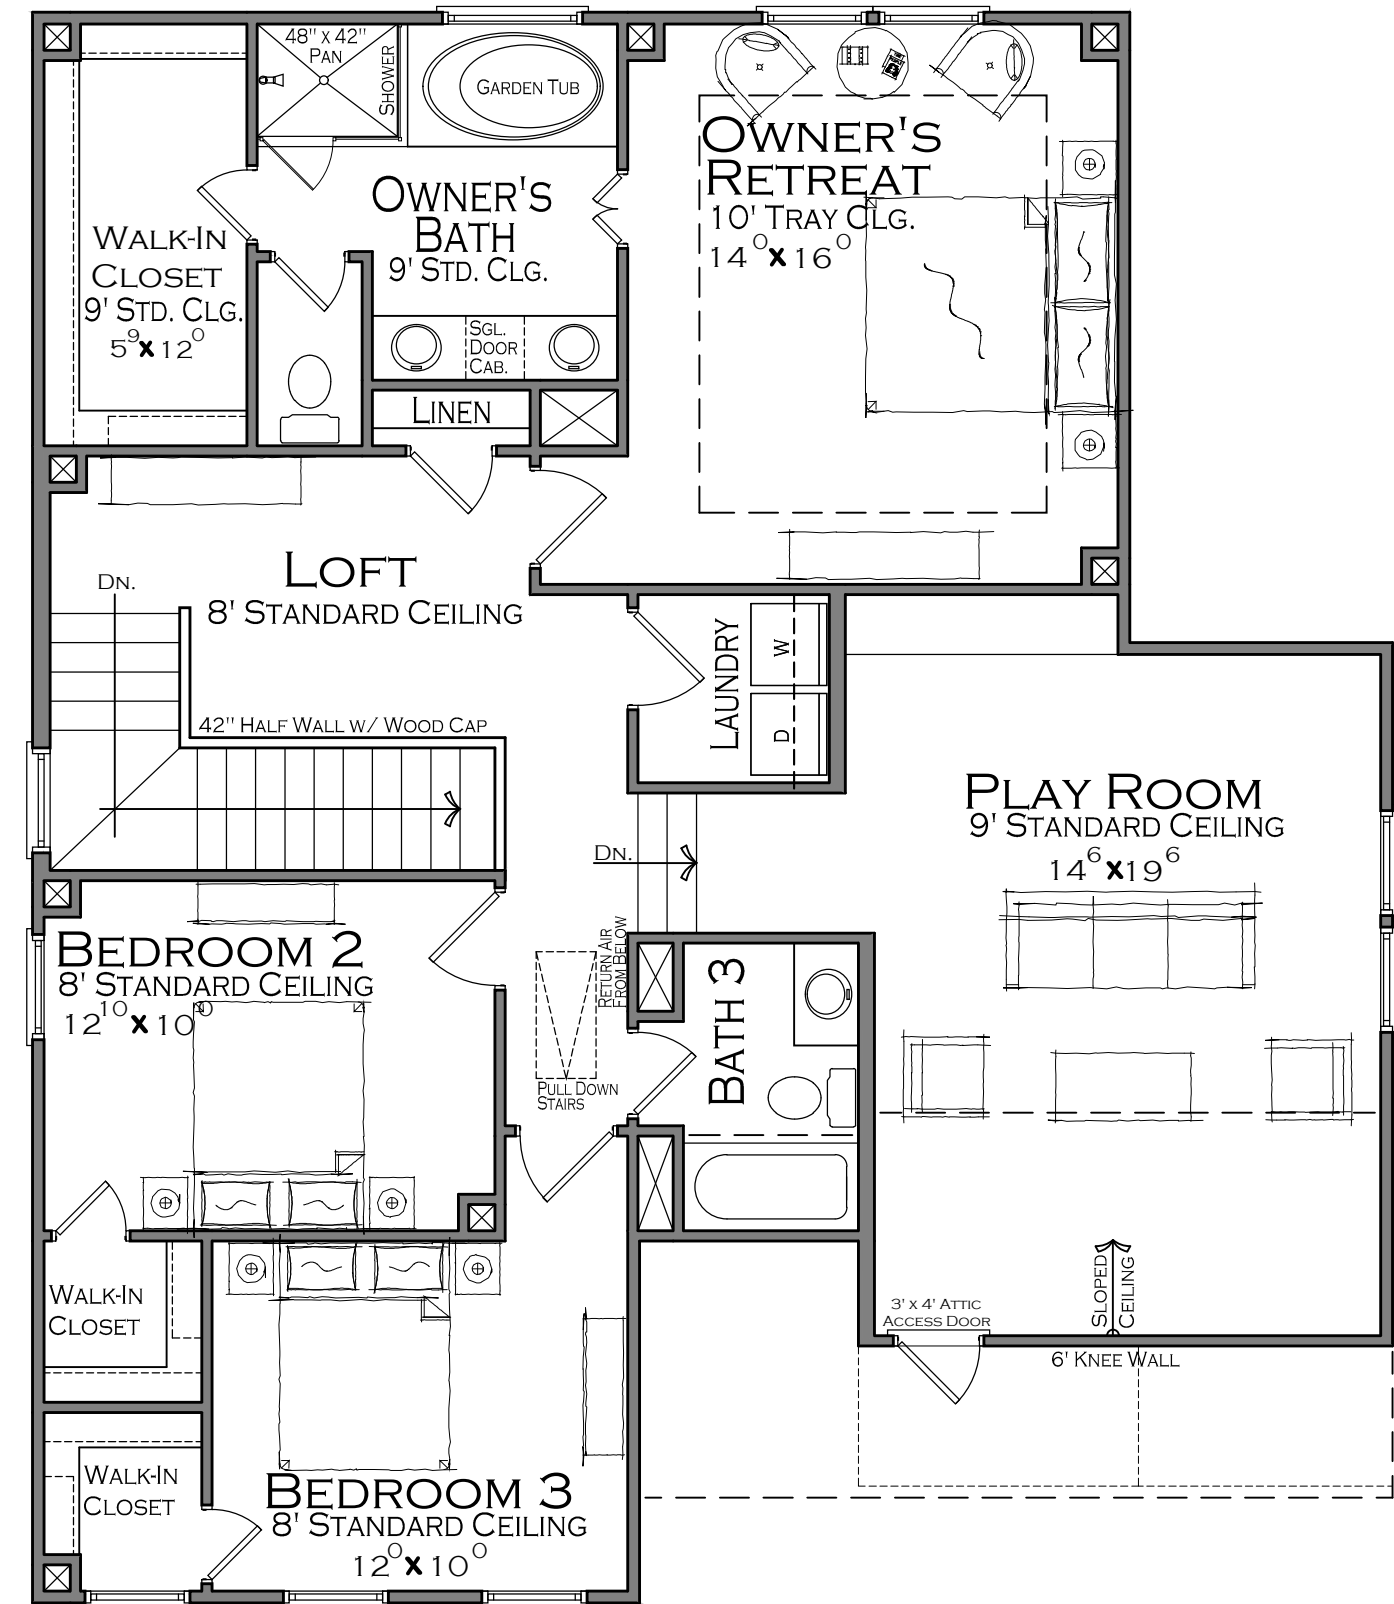 48" X 42"
PAN
SHOWER
GARDEN TUB
OWNER'S
BATH
9' STD. CLG.
OWNER'S
RETREAT
10' TRAY CLG.
14⁰ X 16⁰
WALK-IN
CLOSET
9' STD. CLG.
5⁹ X 12⁰
SGL.
DOOR
CAB.
LINEN
LOFT
8' STANDARD CEILING
DN.
LAUNDRY
W
D
42" HALF WALL W/ WOOD CAP
PLAY ROOM
9' STANDARD CEILING
14⁶ X 19⁶
DN.
RETURN AIR
FROM BELOW
BEDROOM 2
8' STANDARD CEILING
12¹⁰ X 10⁰
BATH 3
PULL DOWN
STAIRS
WALK-IN
CLOSET
SLOPED
CEILING
3' X 4' ATTIC
ACCESS DOOR
6' KNEE WALL
WALK-IN
CLOSET
BEDROOM 3
8' STANDARD CEILING
12⁰ X 10⁰